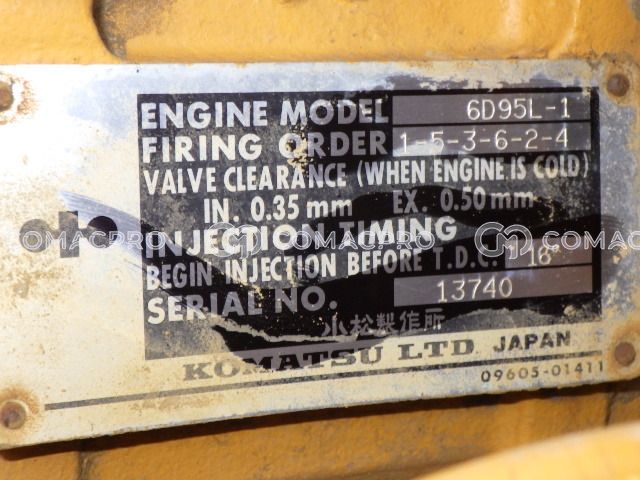 ENGINE MODEL 6D95L-1
FIRING ORDER 1-5-3-6-2-4
VALVE CLEARANCE (WHEN ENGINE IS COLD)
IN. 0.35 mm EX. 0.50 mm
INJECTION TIMING
COMACPRO COMACPRO COMACPRO
BEGIN INJECTION BEFORE T.D.C. 16°
SERIAL NO. 13740
小松製作所
KOMATSU LTD. JAPAN
09605-01411